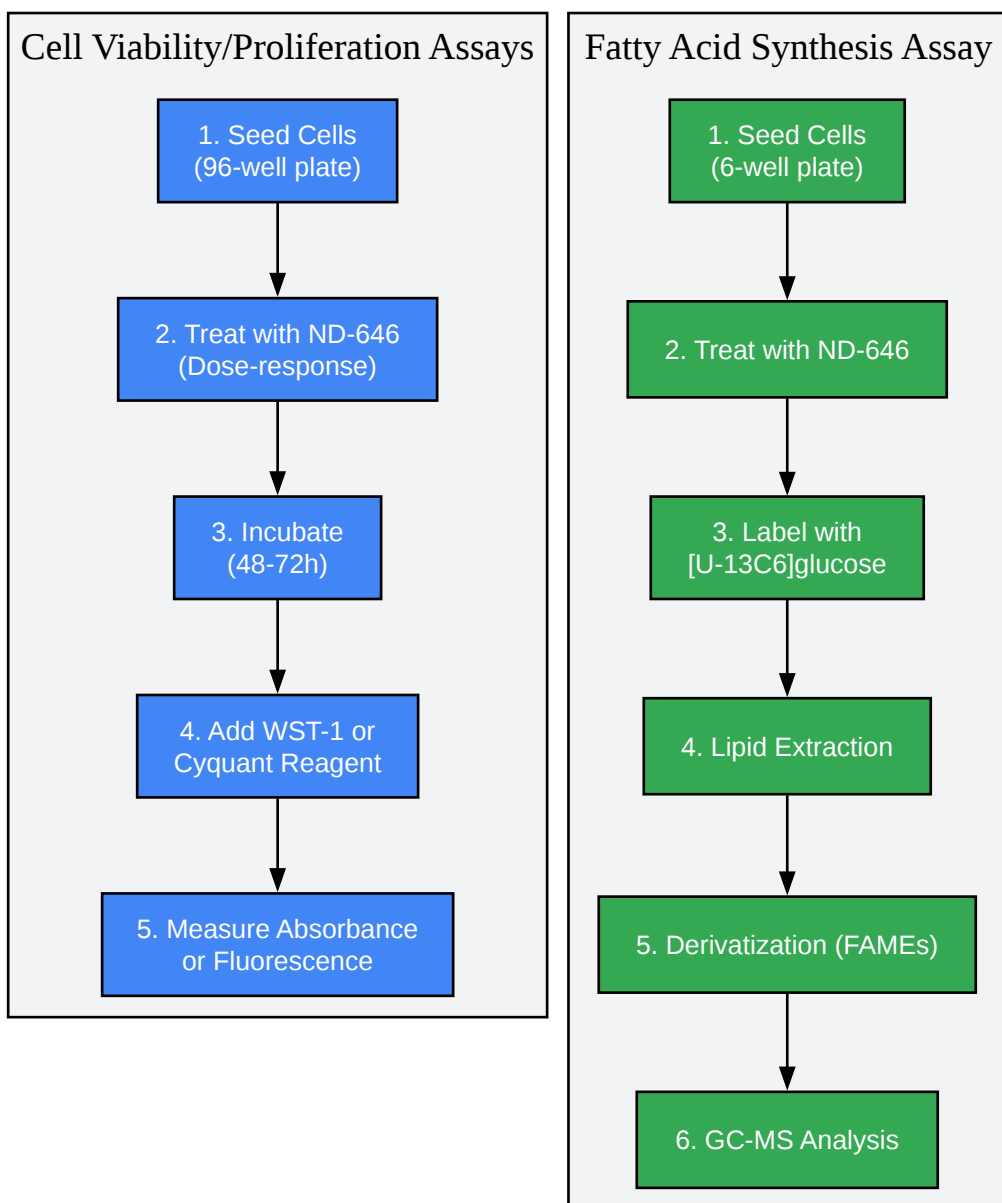 Cell Viability/Proliferation Assays
1. Seed Cells
(96-well plate)
2. Treat with ND-646
(Dose-response)
3. Incubate
(48-72h)
4. Add WST-1 or
Cyquant Reagent
5. Measure Absorbance
or Fluorescence
Fatty Acid Synthesis Assay
1. Seed Cells
(6-well plate)
2. Treat with ND-646
3. Label with
[U-13C6]glucose
4. Lipid Extraction
5. Derivatization (FAMEs)
6. GC-MS Analysis